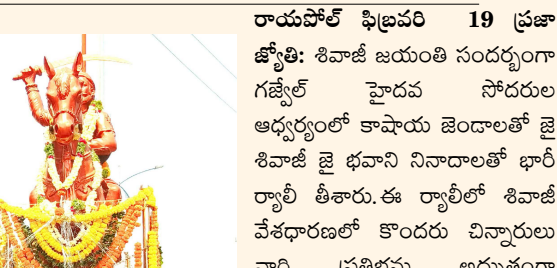 రాయపోల్ ఫిబ్రవరి 19 ప్రజా
జ్యోతి: శివాజీ జయంతి సందర్బంగా
గజ్వేల్ హైదవ సోదరుల
ఆధ్వర్యంలో కాషాయ జెండాలతో జై
శివాజీ జై భవాని నినాదాలతో భారీ
ర్యాలీ తీశారు.ఈ ర్యాలీలో శివాజీ
వేశధారణలో కొందరు చిన్నారులు